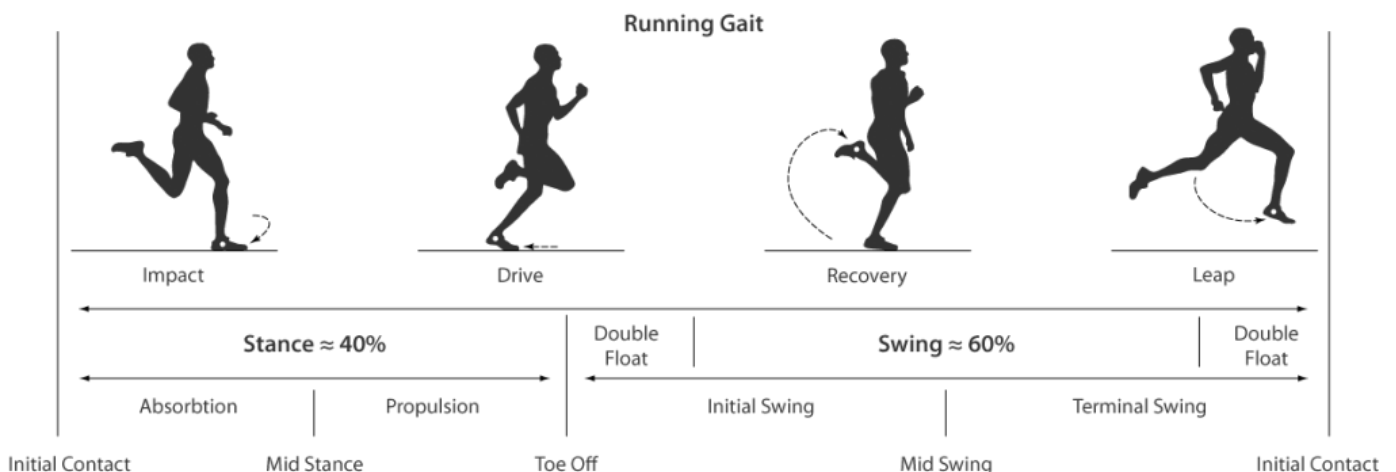 Running Gait
Impact
Drive
Recovery
Leap
Stance ≈ 40%
Double
Float
Swing ≈ 60%
Double
Float
Absorbtion
Propulsion
Initial Swing
Terminal Swing
Initial Contact
Mid Stance
Toe Off
Mid Swing
Initial Contact